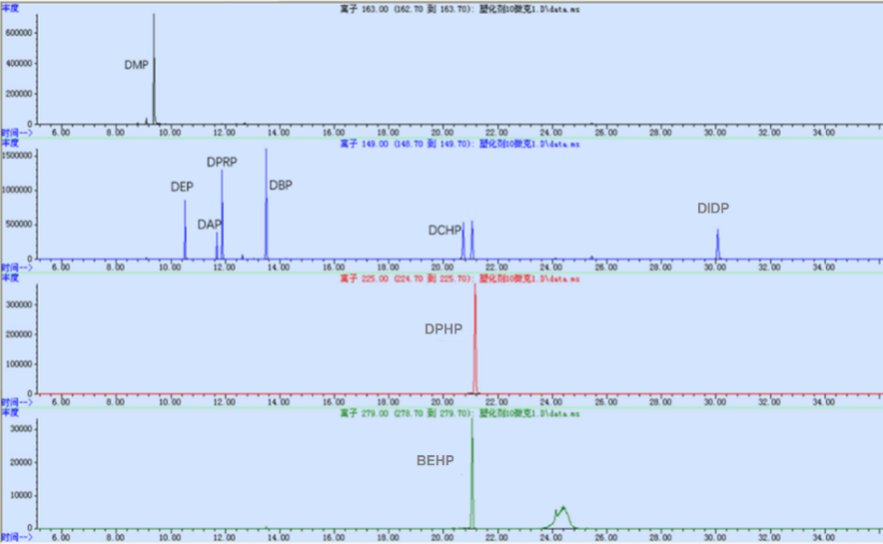 丰度
离子 163.00 (162.70 到 163.70): 塑化剂10微克1.D\data.ms
600000
400000
200000
0
DMP
时间-->
6.00 8.00 10.00 12.00 14.00 16.00 18.00 20.00 22.00 24.00 26.00 28.00 30.00 32.00 34.00
丰度
离子 149.00 (148.70 到 149.70): 塑化剂10微克1.D\data.ms
1500000
1000000
500000
0
DEP
DAP
DPRP
DBP
DCHP
DIDP
时间-->
6.00 8.00 10.00 12.00 14.00 16.00 18.00 20.00 22.00 24.00 26.00 28.00 30.00 32.00 34.00
丰度
离子 225.00 (224.70 到 225.70): 塑化剂10微克1.D\data.ms
300000
200000
100000
0
DPHP
时间-->
6.00 8.00 10.00 12.00 14.00 16.00 18.00 20.00 22.00 24.00 26.00 28.00 30.00 32.00 34.00
丰度
离子 279.00 (278.70 到 279.70): 塑化剂10微克1.D\data.ms
30000
20000
10000
0
BEHP
时间-->
6.00 8.00 10.00 12.00 14.00 16.00 18.00 20.00 22.00 24.00 26.00 28.00 30.00 32.00 34.00